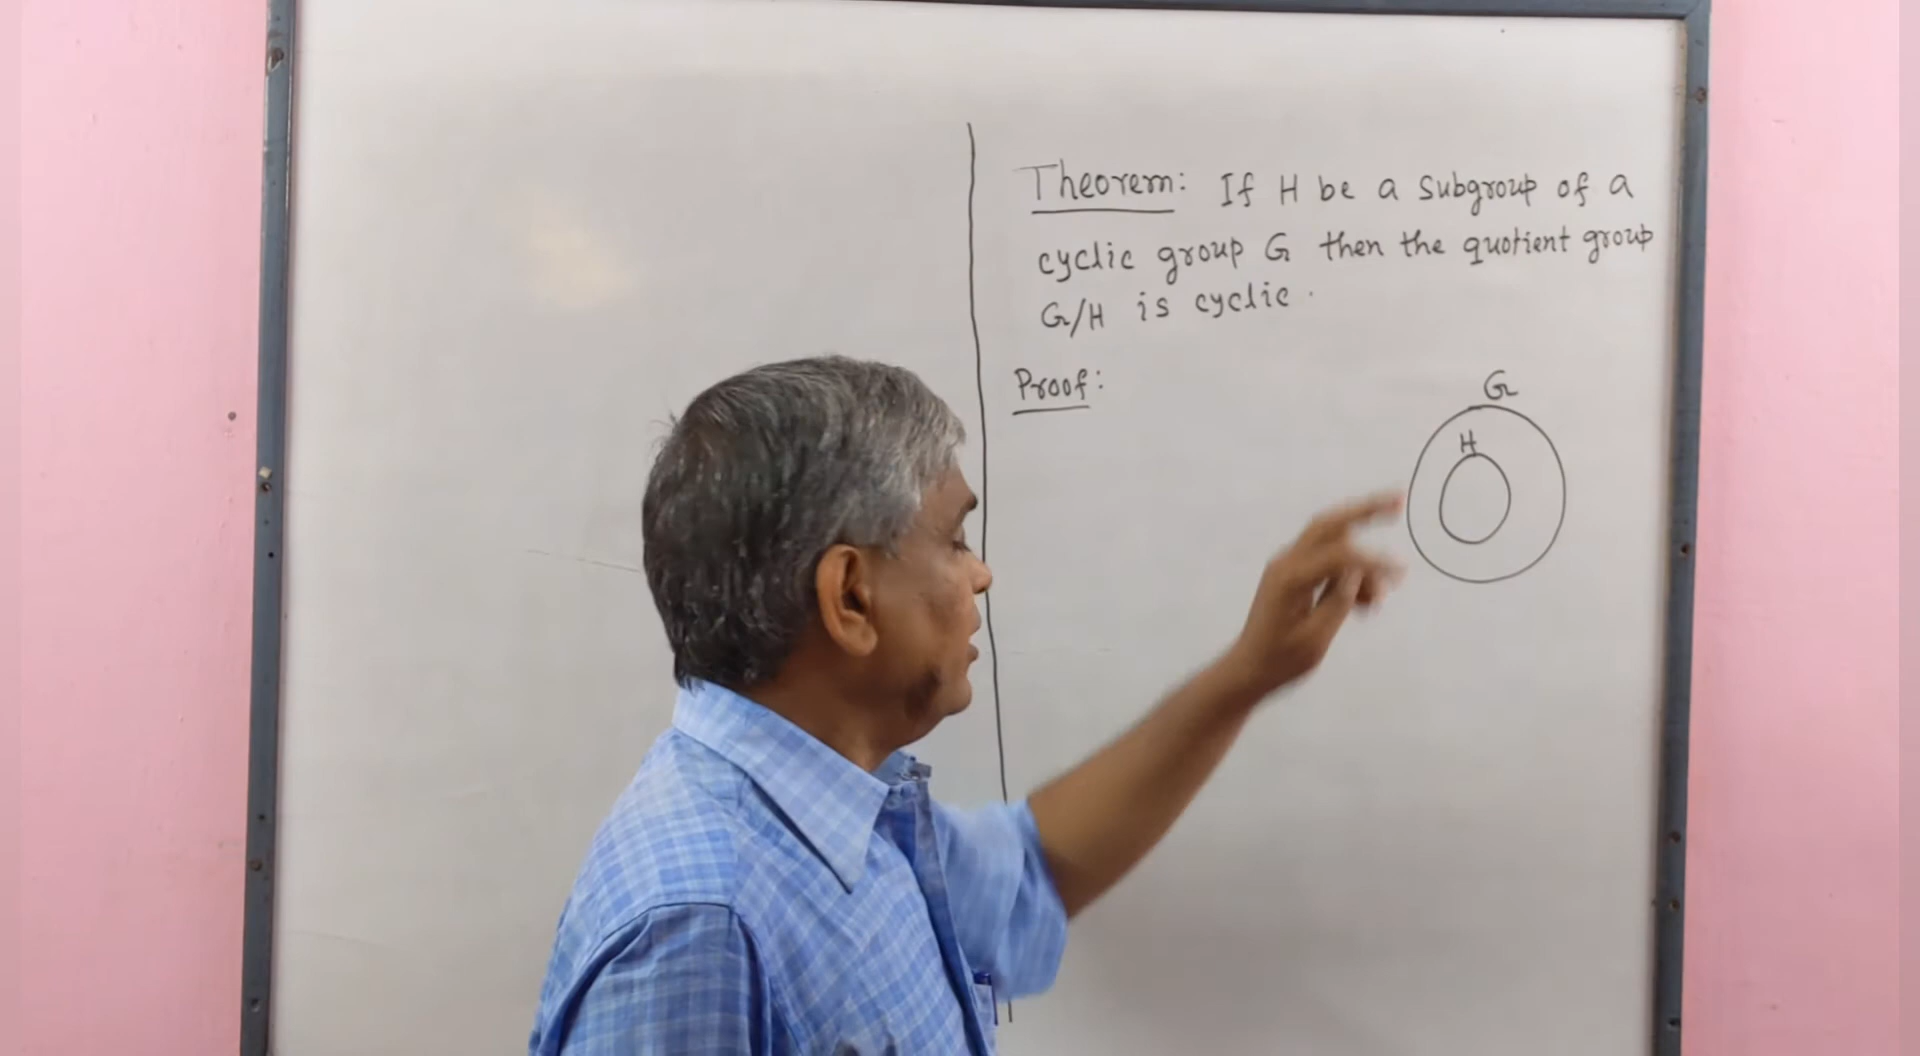 Theorem: If H be a subgroup of a
cyclic group G then the quotient group
G/H is cyclic.
Proof:
G
H